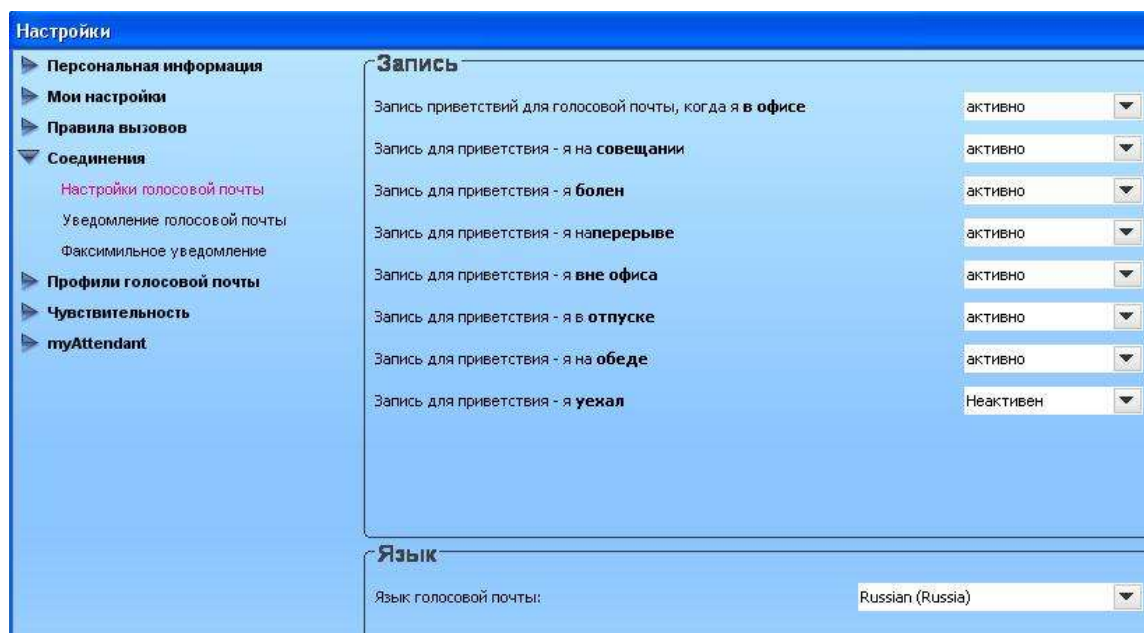 Настройки
Персональная информация
Мои настройки
Правила вызовов
Соединения
Настройки голосовой почты
Уведомление голосовой почты
Факсимильное уведомление
Профили голосовой почты
Чувствительность
myAttendant
Запись
Запись приветствий для голосовой почты, когда я в офисе активно
Запись для приветствия - я на совещании активно
Запись для приветствия - я болен активно
Запись для приветствия - я наперерыве активно
Запись для приветствия - я вне офиса активно
Запись для приветствия - я в отпуске активно
Запись для приветствия - я на обеде активно
Запись для приветствия - я уехал Неактивен
Язык
Язык голосовой почты: Russian (Russia)